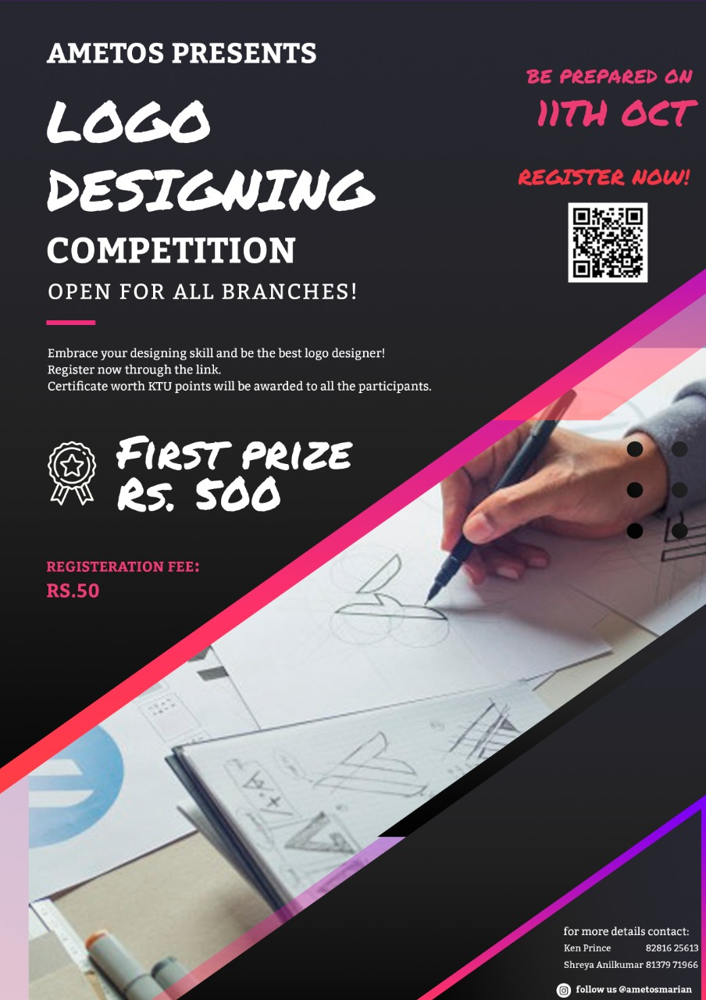 AMETOS PRESENTS
LOGO
DESIGNING
COMPETITION
OPEN FOR ALL BRANCHES!
BE PREPARED ON
11TH OCT
REGISTER NOW!
Embrace your designing skill and be the best logo designer!
Register now through the link.
Certificate worth KTU points will be awarded to all the participants.
FIRST PRIZE
RS. 500
REGISTERATION FEE:
RS.50
for more details contact:
Ken Prince 82816 25613
Shreya Anilkumar 81379 71966
follow us @ametosmarian